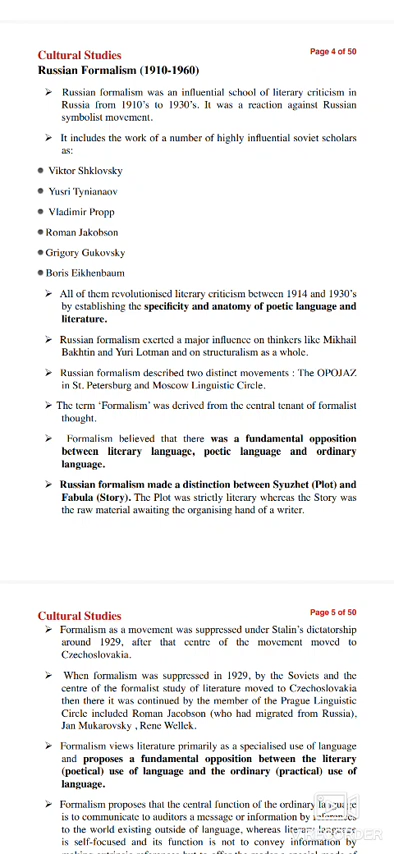 Cultural Studies
Page 4 of 50
Russian Formalism (1910-1960)
➤ Russian formalism was an influential school of literary criticism in
Russia from 1910's to 1930's. It was a reaction against Russian
symbolist movement.
➤ It includes the work of a number of highly influential soviet scholars
as:
● Viktor Shklovsky
● Yusri Tynianaov
● Vladimir Propp
● Roman Jakobson
● Grigory Gukovsky
● Boris Eikhenbaum
➤ All of them revolutionised literary criticism between 1914 and 1930's
by establishing the specificity and anatomy of poetic language and
literature.
➤ Russian formalism exerted a major influence on thinkers like Mikhail
Bakhtin and Yuri Lotman and on structuralism as a whole.
➤ Russian formalism described two distinct movements : The OPOJAZ
in St. Petersburg and Moscow Linguistic Circle.
➤ The term 'Formalism' was derived from the central tenant of formalist
thought.
➤ Formalism believed that there was a fundamental opposition
between literary language, poetic language and ordinary
language.
➤ Russian formalism made a distinction between Syuzhet (Plot) and
Fabula (Story). The Plot was strictly literary whereas the Story was
the raw material awaiting the organising hand of a writer.
Cultural Studies
Page 5 of 50
➤ Formalism as a movement was suppressed under Stalin's dictatorship
around 1929, after that centre of the movement moved to
Czechoslovakia.
➤ When formalism was suppressed in 1929, by the Soviets and the
centre of the formalist study of literature moved to Czechoslovakia
then there it was continued by the member of the Prague Linguistic
Circle included Roman Jacobson (who had migrated from Russia),
Jan Mukarovsky , Rene Wellek.
➤ Formalism views literature primarily as a specialised use of language
and proposes a fundamental opposition between the literary
(poetical) use of language and the ordinary (practical) use of
language.
➤ Formalism proposes that the central function of the ordinary language
is to communicate to auditors a message or information by references
to the world existing outside of language, whereas literary language
is self-focused and its function is not to convey information by